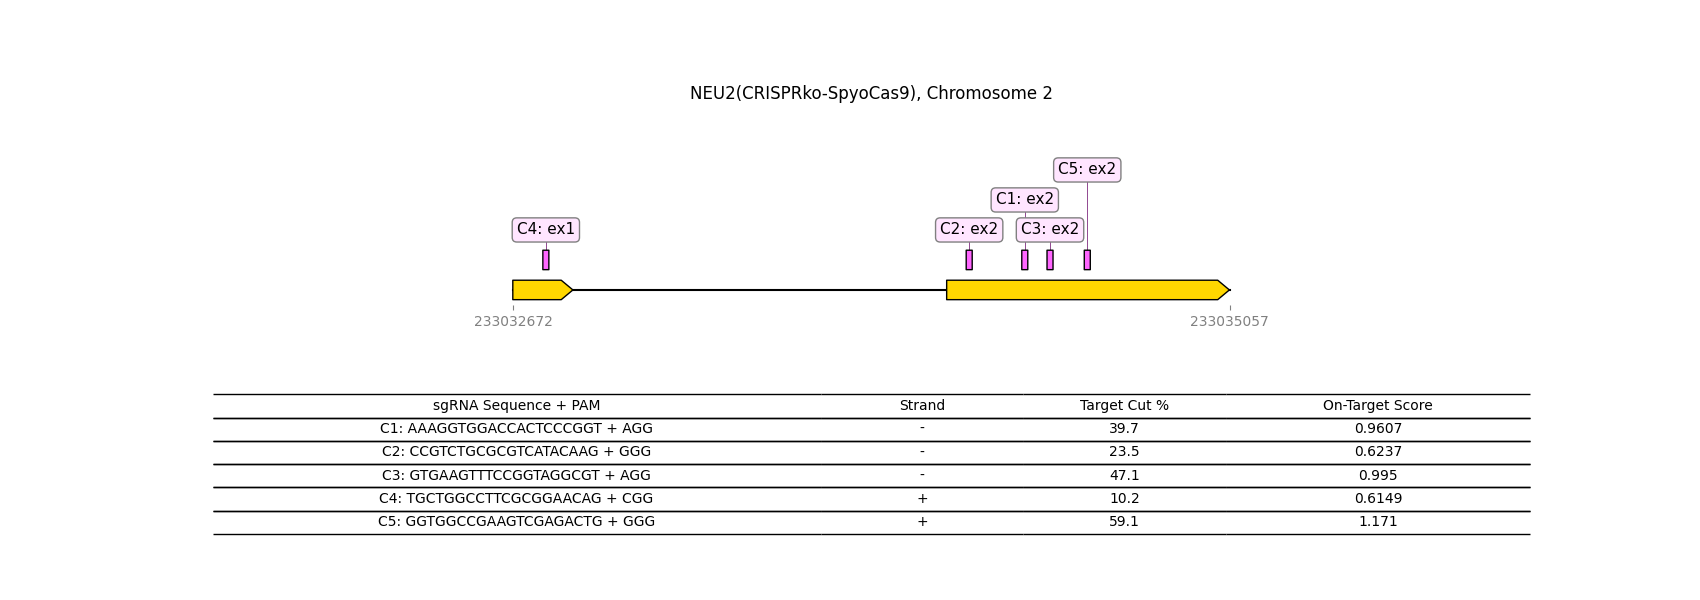 NEU2(CRISPRko-SpyoCas9), Chromosome 2
C5: ex2
C1: ex2
C4: ex1
C2: ex2
C3: ex2
233032672
233035057
sgRNA Sequence + PAM Strand Target Cut % On-Target Score
C1: AAAGGTGGACCACTCCCGGT + AGG - 39.7 0.9607
C2: CCGTCTGCGCGTCATACAAG + GGG - 23.5 0.6237
C3: GTGAAGTTTCCGGTAGGCGT + AGG - 47.1 0.995
C4: TGCTGGCCTTCGCGGAACAG + CGG + 10.2 0.6149
C5: GGTGGCCGAAGTCGAGACTG + GGG + 59.1 1.171